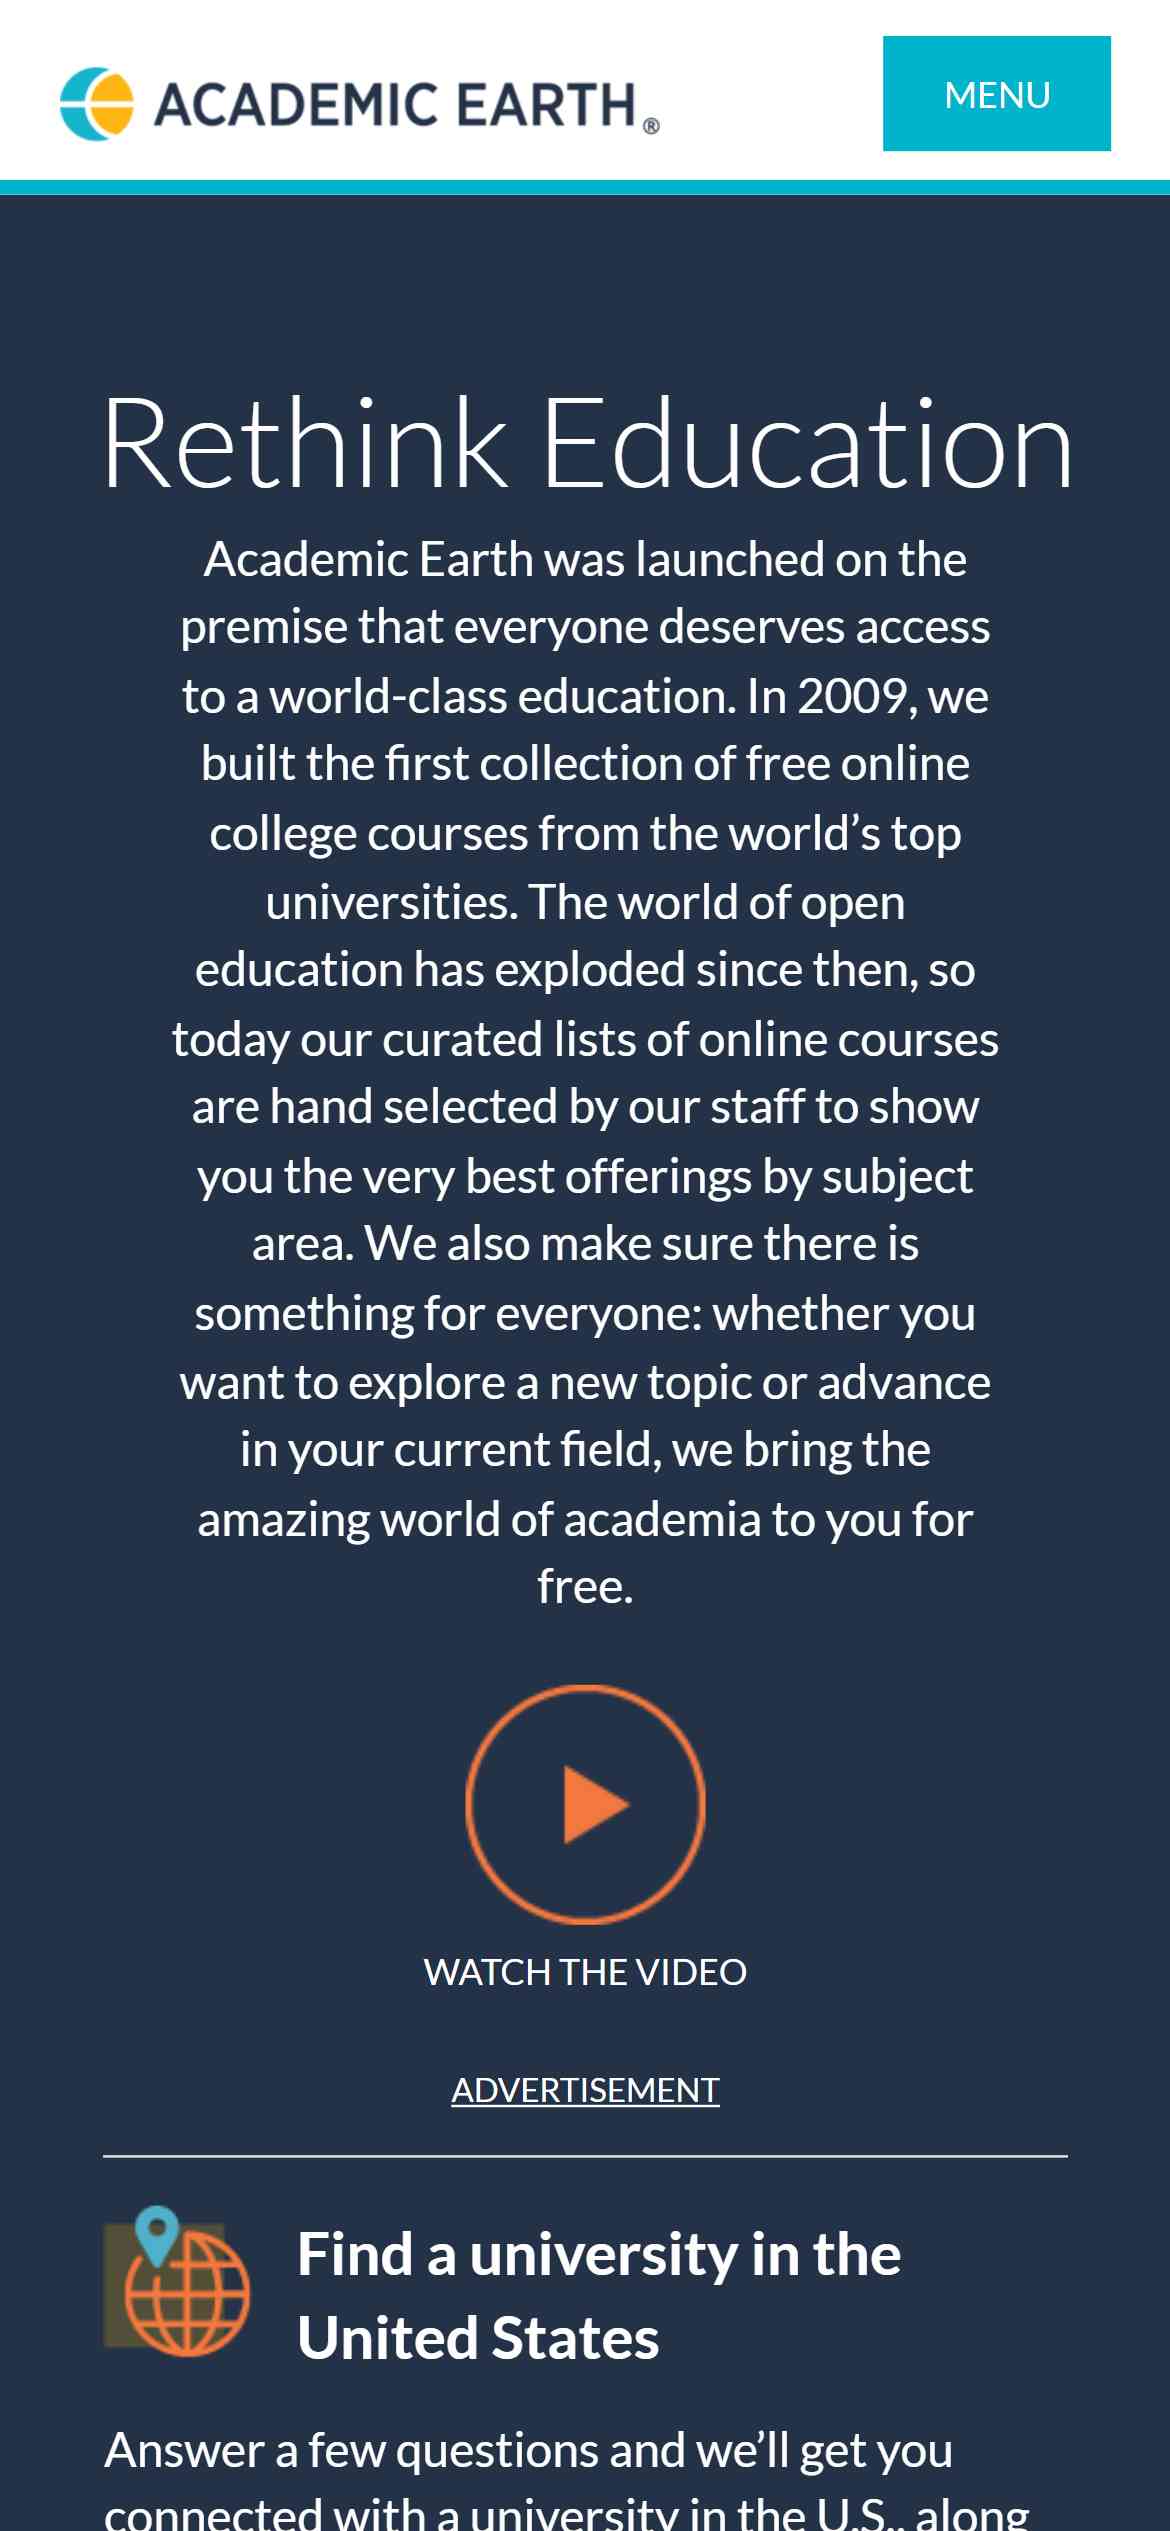 ACADEMIC EARTH®
MENU
Rethink Education
Academic Earth was launched on the
premise that everyone deserves access
to a world-class education. In 2009, we
built the first collection of free online
college courses from the world’s top
universities. The world of open
education has exploded since then, so
today our curated lists of online courses
are hand selected by our staff to show
you the very best offerings by subject
area. We also make sure there is
something for everyone: whether you
want to explore a new topic or advance
in your current field, we bring the
amazing world of academia to you for
free.
WATCH THE VIDEO
ADVERTISEMENT
Find a university in the
United States
Answer a few questions and we’ll get you
connected with a university in the U.S., along